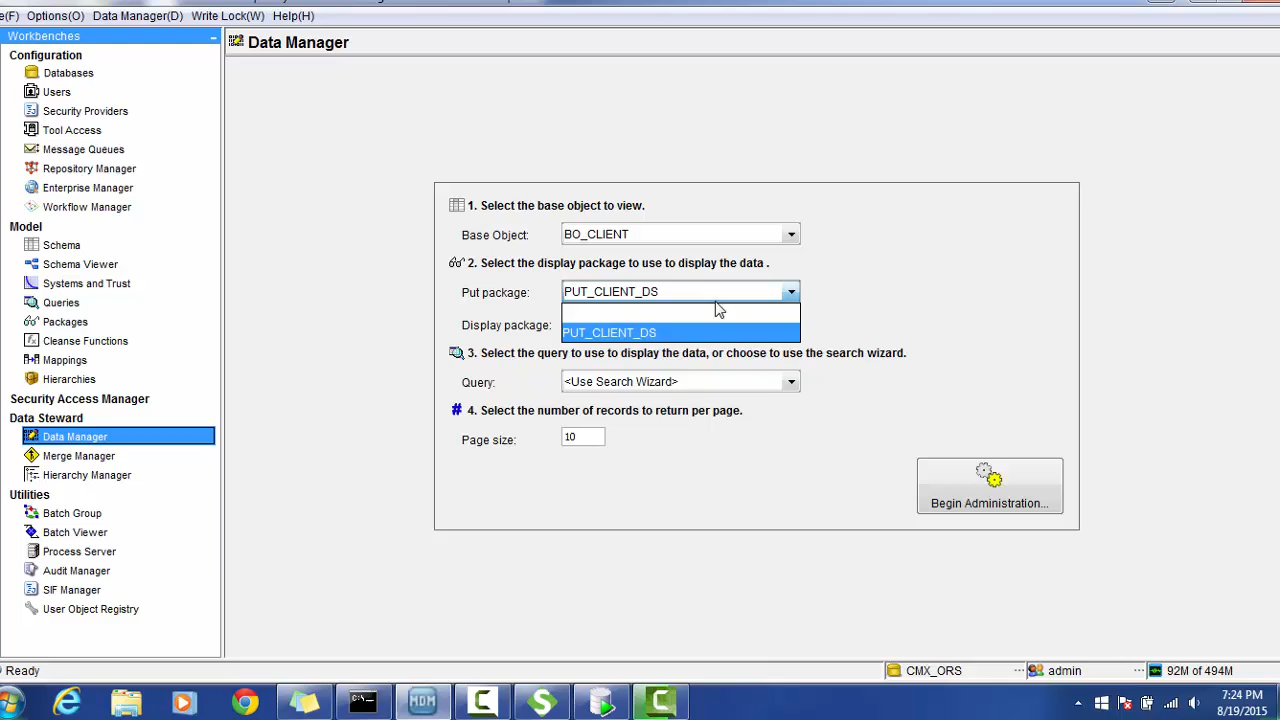 e(F) Options(O) Data Manager(D) Write Lock(W) Help(H)
Workbenches
Data Manager
Configuration
Databases
Users
Security Providers
Tool Access
Message Queues
Repository Manager
Enterprise Manager
Workflow Manager
Model
Schema
Schema Viewer
Systems and Trust
Queries
Packages
Cleanse Functions
Mappings
Hierarchies
Security Access Manager
Data Steward
Data Manager
Merge Manager
Hierarchy Manager
Utilities
Batch Group
Batch Viewer
Process Server
Audit Manager
SIF Manager
User Object Registry
1. Select the base object to view.
Base Object: BO_CLIENT
2. Select the display package to use to display the data .
Put package: PUT_CLIENT_DS
Display package:
PUT_CLIENT_DS
3. Select the query to use to display the data, or choose to use the search wizard.
Query: <Use Search Wizard>
# 4. Select the number of records to return per page.
Page size: 10
Begin Administration...
Ready
CMX_ORS
admin
92M of 494M
MDM
7:24 PM
8/19/2015